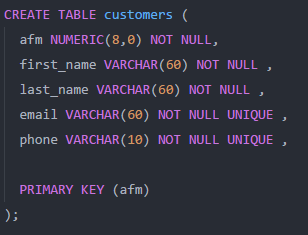 CREATE TABLE customers (
afm NUMERIC(8,0) NOT NULL,
first_name VARCHAR(60) NOT NULL ,
last_name VARCHAR(60) NOT NULL ,
email VARCHAR(60) NOT NULL UNIQUE ,
phone VARCHAR(10) NOT NULL UNIQUE ,
PRIMARY KEY (afm)
);